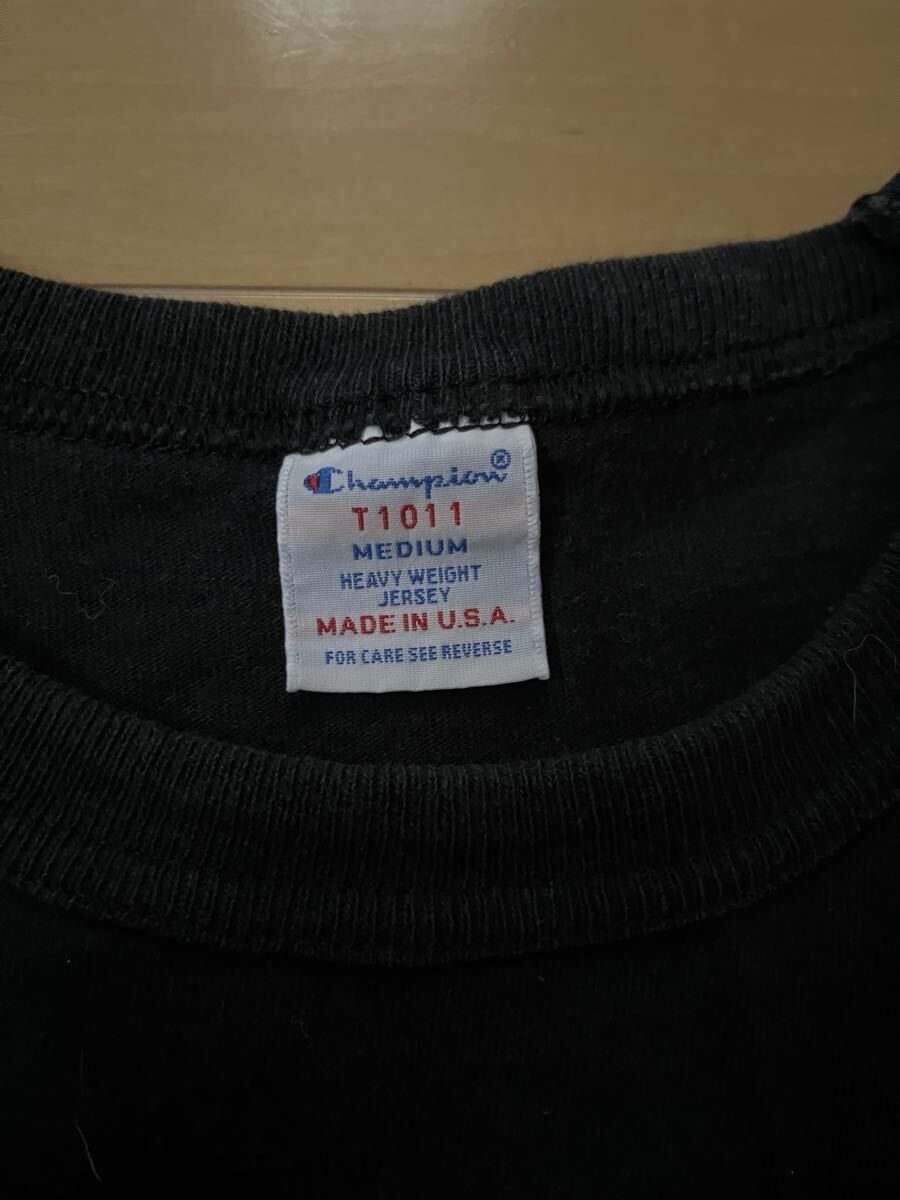 Champion®
T1011
MEDIUM
HEAVY WEIGHT
JERSEY
MADE IN U.S.A.
FOR CARE SEE REVERSE